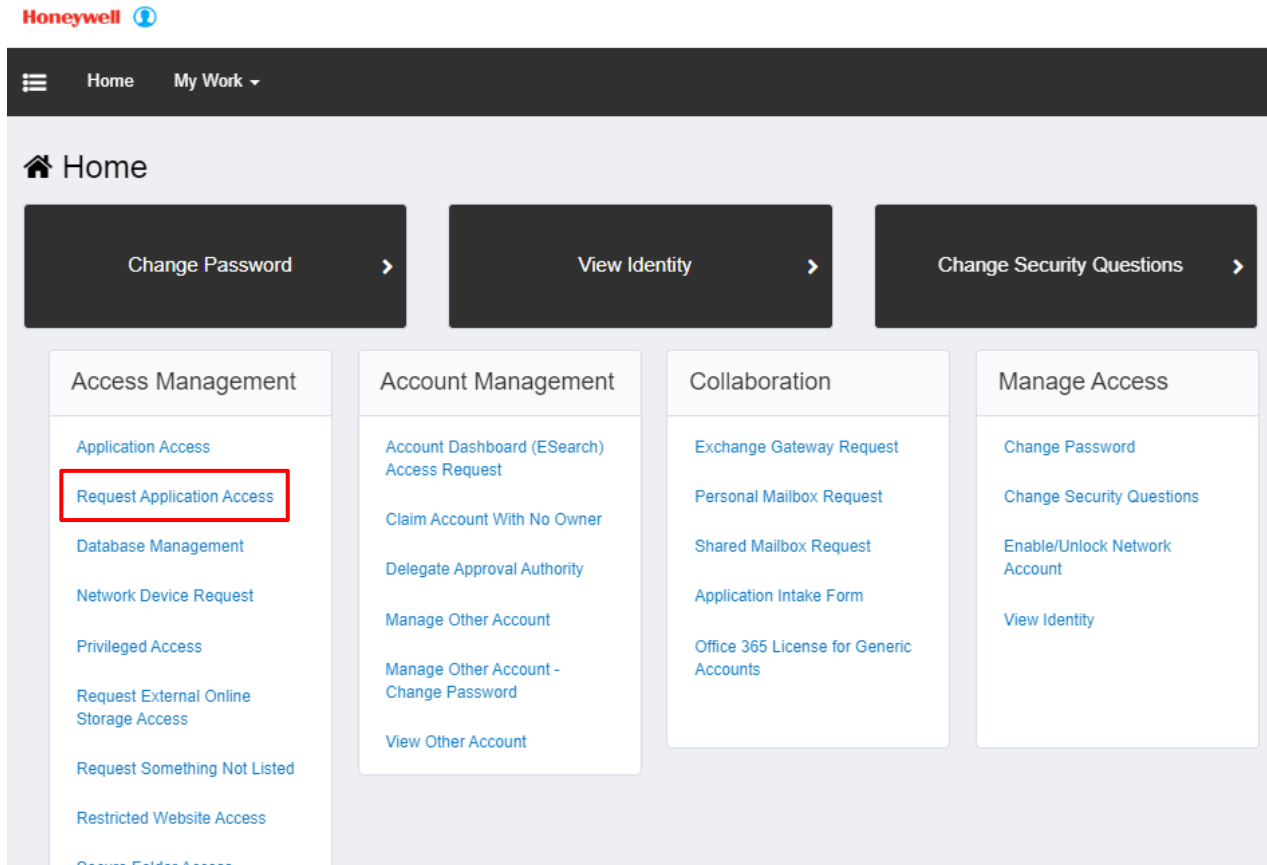 Honeywell
Home My Work
Home
Change Password
View Identity
Change Security Questions
Access Management
Application Access
Request Application Access
Database Management
Network Device Request
Privileged Access
Request External Online
Storage Access
Request Something Not Listed
Restricted Website Access
Secure Folder Access
Account Management
Account Dashboard (ESearch)
Access Request
Claim Account With No Owner
Delegate Approval Authority
Manage Other Account
Manage Other Account -
Change Password
View Other Account
Collaboration
Exchange Gateway Request
Personal Mailbox Request
Shared Mailbox Request
Application Intake Form
Office 365 License for Generic
Accounts
Manage Access
Change Password
Change Security Questions
Enable/Unlock Network
Account
View Identity